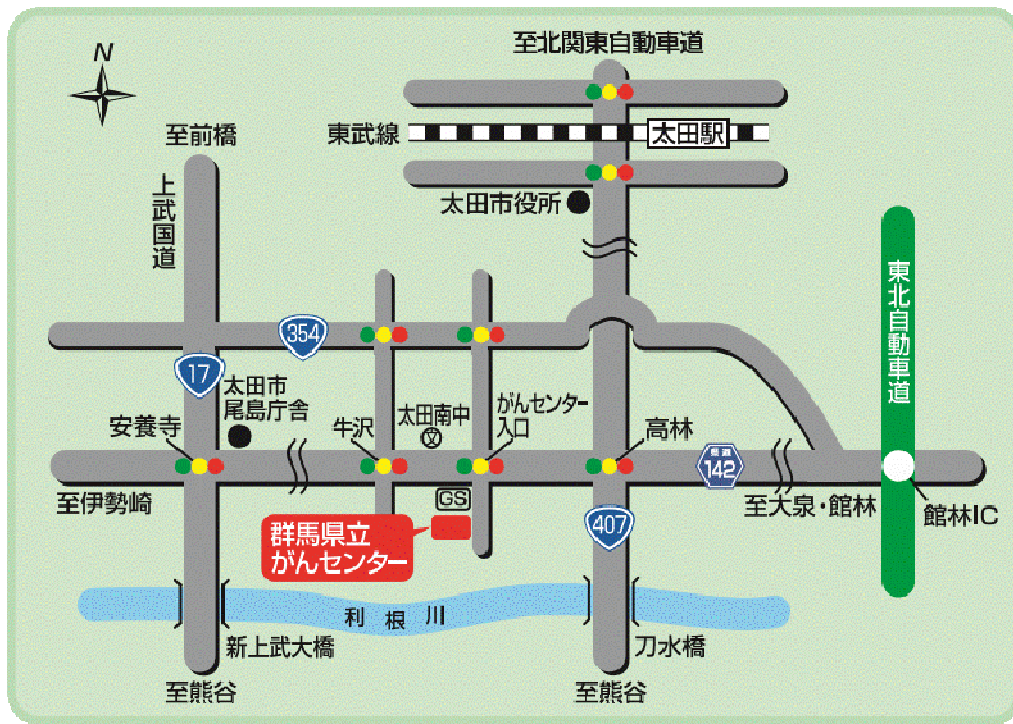 N
至北関東自動車道
至前橋
東武線
太田駅
上武国道
太田市役所
東北自動車道
354
17
太田市
尾島庁舎
安養寺
牛沢
太田南中
文
がんセンター
入口
高林
県道
142
至伊勢崎
GS
407
至大泉・館林
館林IC
群馬県立
がんセンター
利根川
新上武大橋
刀水橋
至熊谷
至熊谷